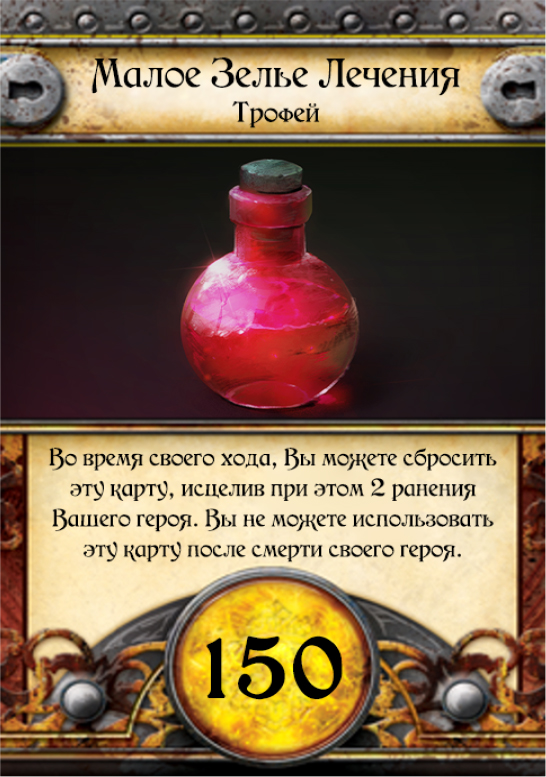 Малое Зелье Лечения
Трофей
Во время своего хода, Вы можете сбросить
эту карту, исцелив при этом 2 ранения
Вашего героя. Вы не можете использовать
эту карту после смерти своего героя.
150